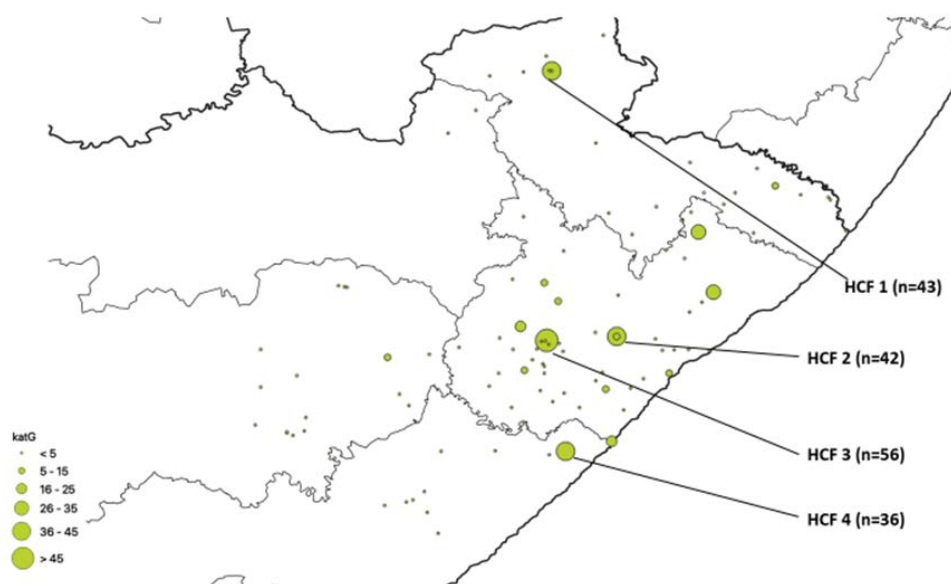 HCF 1 (n=43)
HCF 2 (n=42)
HCF 3 (n=56)
HCF 4 (n=36)
katG
< 5
5 - 15
16 - 25
26 - 35
36 - 45
> 45